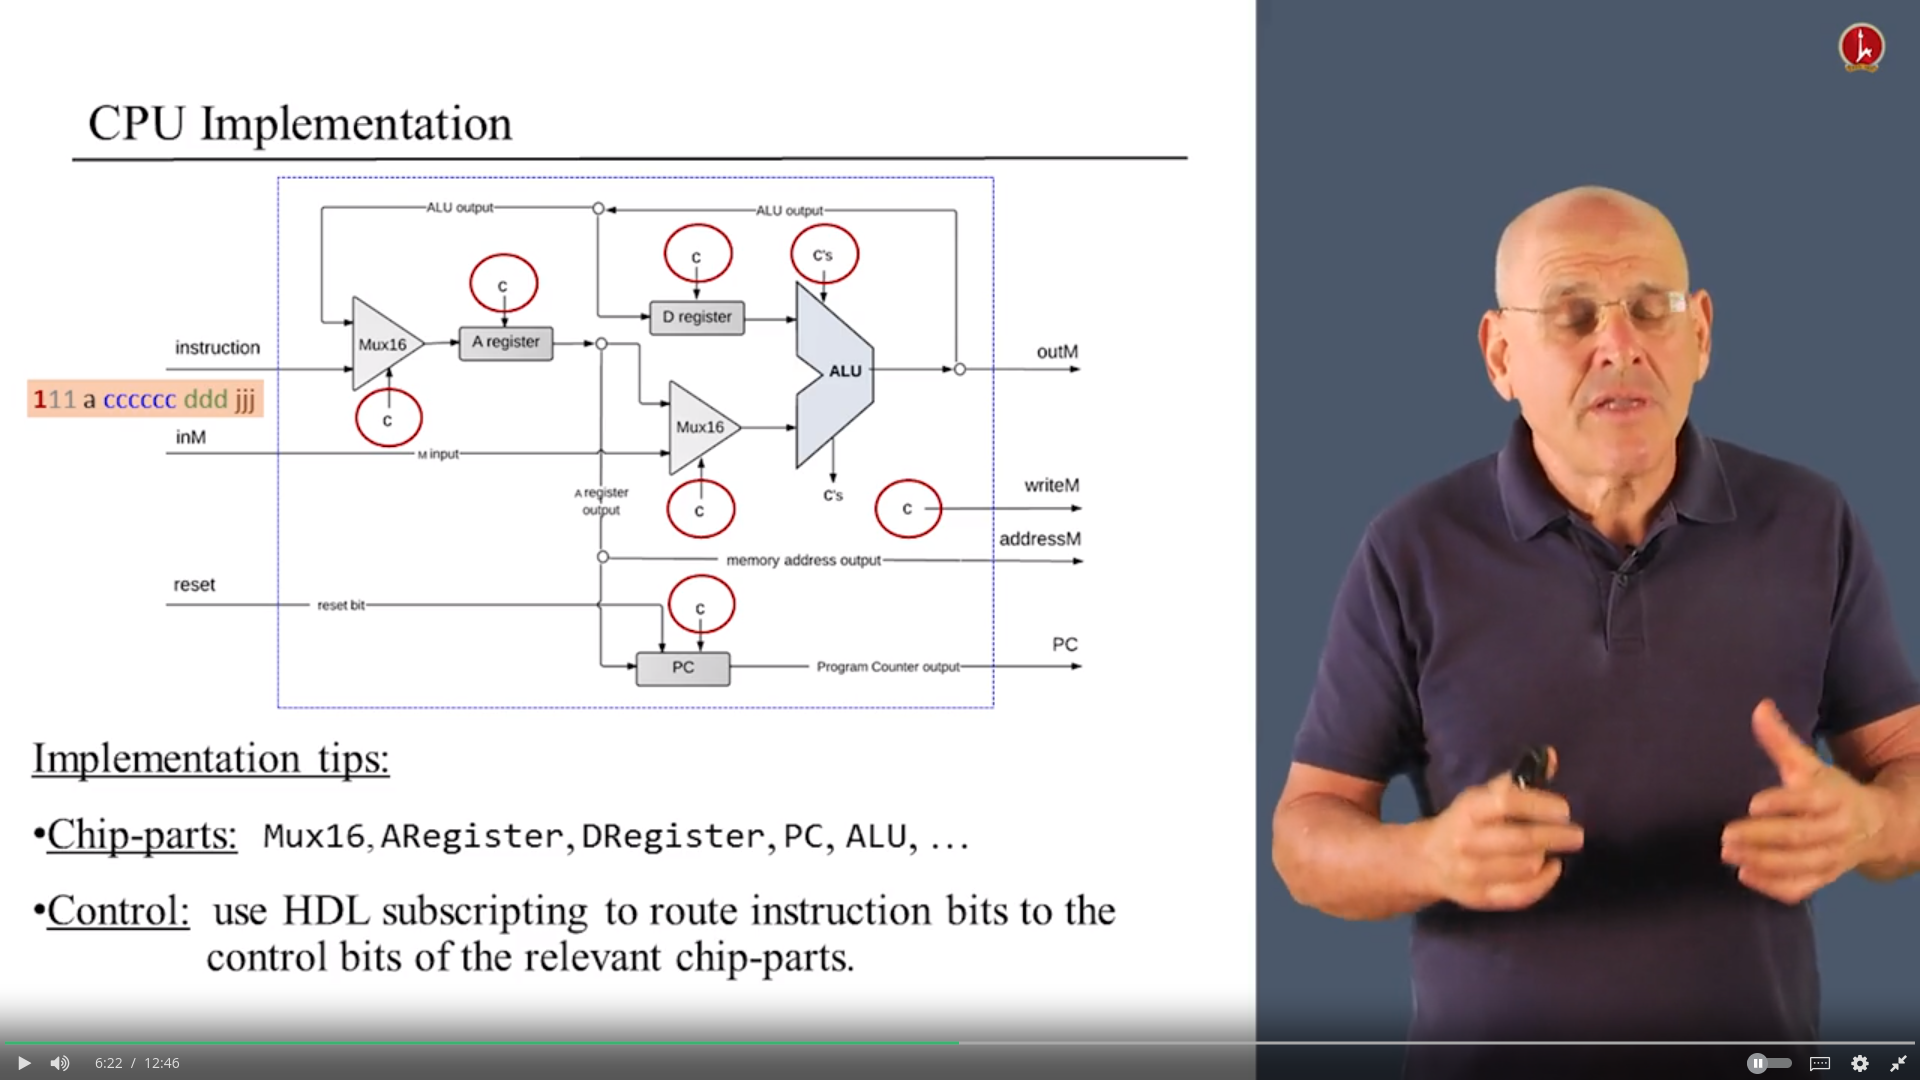 CPU Implementation
ALU output
ALU output
c
c
C's
D register
instruction
Mux16
A register
ALU
outM
111 a cccccc ddd jjj
c
inM
Mux16
M input
A register
output
c
C's
c
writeM
addressM
memory address output
reset
reset bit
c
PC
PC
Program Counter output
Implementation tips:
•Chip-parts: Mux16, ARegister, DRegister, PC, ALU, ...
•Control: use HDL subscripting to route instruction bits to the
control bits of the relevant chip-parts.
6:22 / 12:46